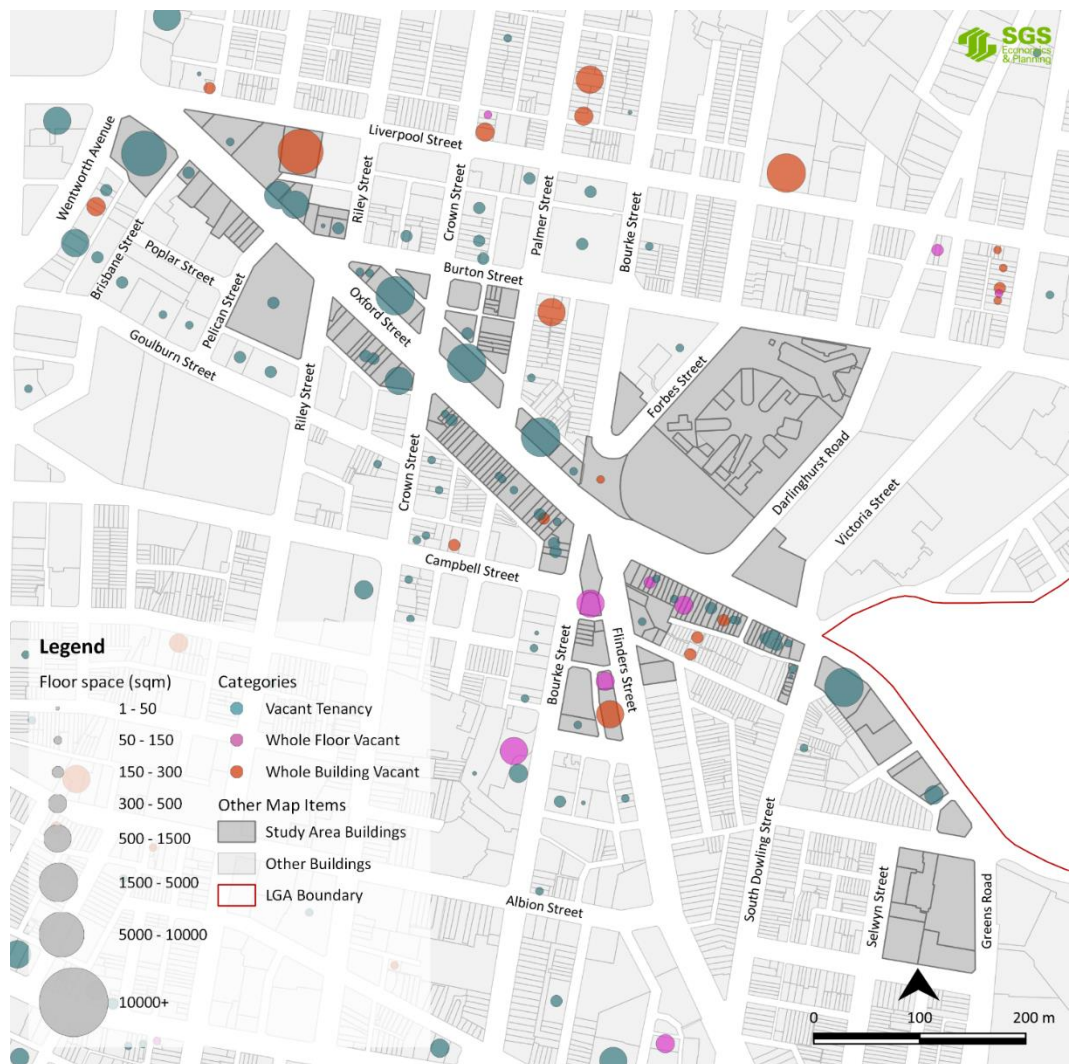 SGS
Economics
& Planning
Liverpool Street
Wentworth Avenue
Riley Street
Crown Street
Palmer Street
Bourke Street
Brisbane Street
Poplar Street
Pelican Street
Burton Street
Oxford Street
Goulburn Street
Riley Street
Forbes Street
Darlinghurst Road
Victoria Street
Crown Street
Campbell Street
Bourke Street
Flinders Street
South Dowling Street
Albion Street
Selwyn Street
Greens Road
Legend
Floor space (sqm)
1 - 50
50 - 150
150 - 300
300 - 500
500 - 1500
1500 - 5000
5000 - 10000
10000+
Categories
Vacant Tenancy
Whole Floor Vacant
Whole Building Vacant
Other Map Items
Study Area Buildings
Other Buildings
LGA Boundary
0 100 200 m